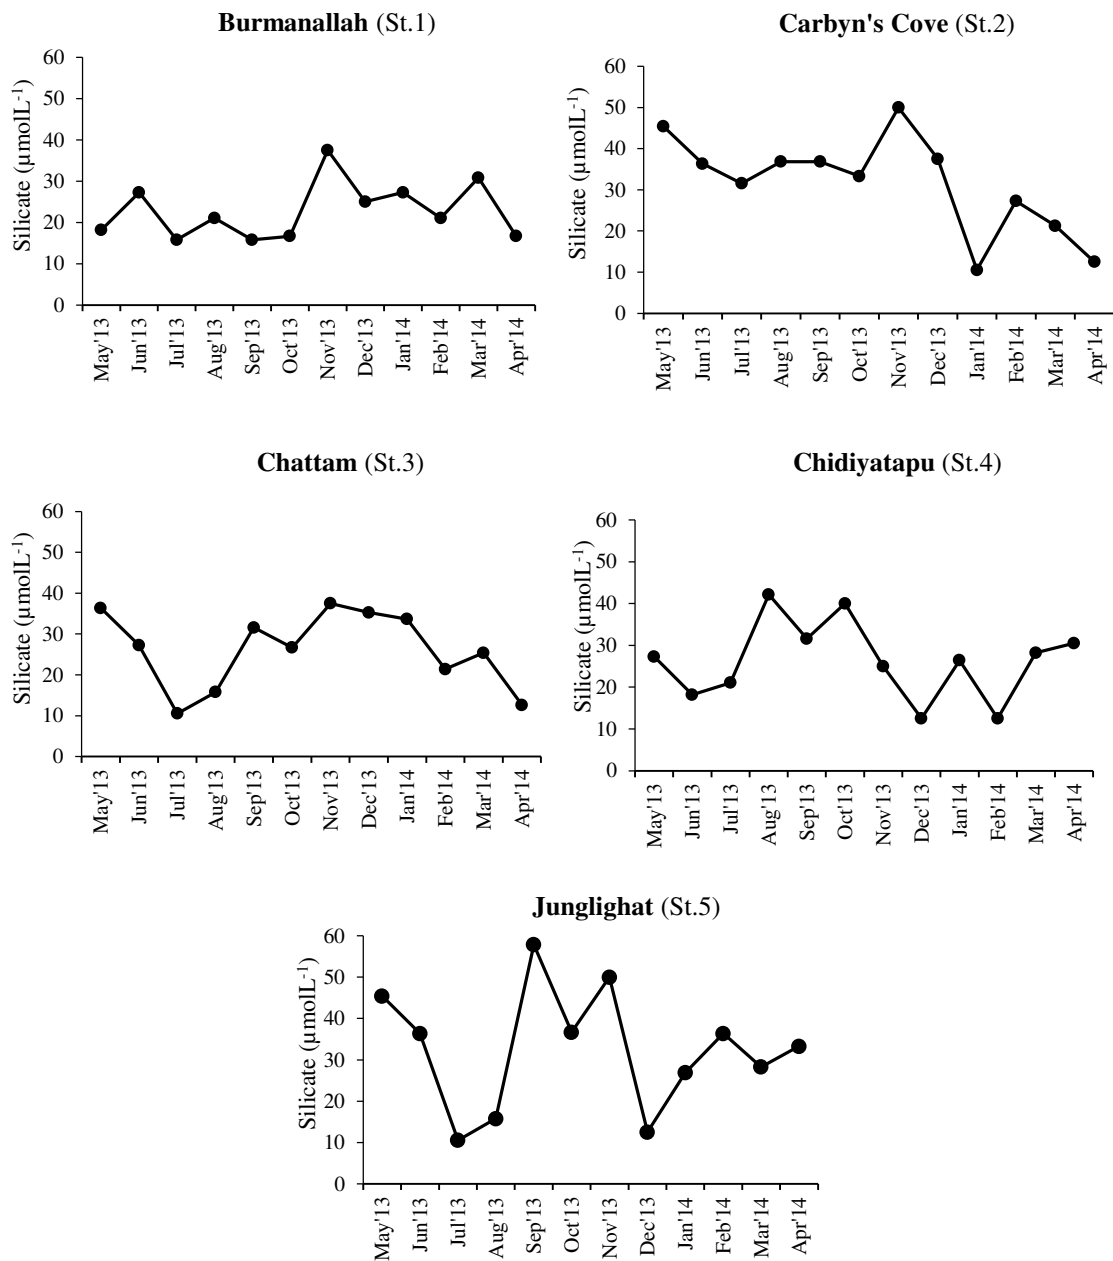 Burmanallah (St.1)
Silicate (µmolL⁻¹)
60
50
40
30
20
10
0
May'13
Jun'13
Jul'13
Aug'13
Sep'13
Oct'13
Nov'13
Dec'13
Jan'14
Feb'14
Mar'14
Apr'14
Carbyn's Cove (St.2)
Silicate (µmolL⁻¹)
60
50
40
30
20
10
0
May'13
Jun'13
Jul'13
Aug'13
Sep'13
Oct'13
Nov'13
Dec'13
Jan'14
Feb'14
Mar'14
Apr'14
Chattam (St.3)
Silicate (µmolL⁻¹)
60
50
40
30
20
10
0
May'13
Jun'13
Jul'13
Aug'13
Sep'13
Oct'13
Nov'13
Dec'13
Jan'14
Feb'14
Mar'14
Apr'14
Chidiyatapu (St.4)
Silicate (µmolL⁻¹)
60
50
40
30
20
10
0
May'13
Jun'13
Jul'13
Aug'13
Sep'13
Oct'13
Nov'13
Dec'13
Jan'14
Feb'14
Mar'14
Apr'14
Junglighat (St.5)
Silicate (µmolL⁻¹)
60
50
40
30
20
10
0
May'13
Jun'13
Jul'13
Aug'13
Sep'13
Oct'13
Nov'13
Dec'13
Jan'14
Feb'14
Mar'14
Apr'14